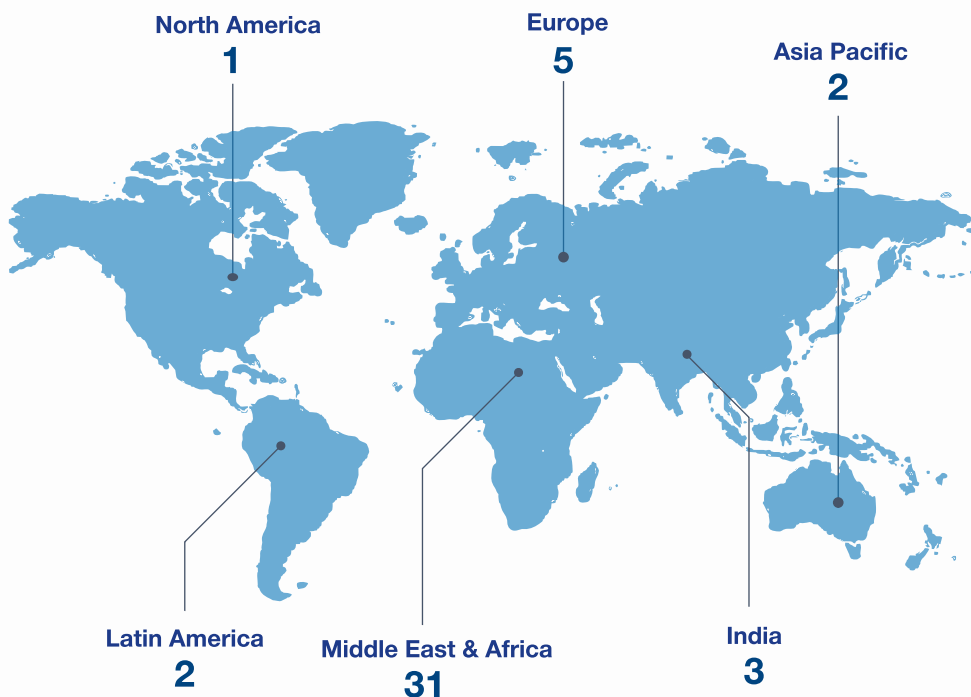 North America
1
Europe
5
Asia Pacific
2
Latin America
2
Middle East & Africa
31
India
3